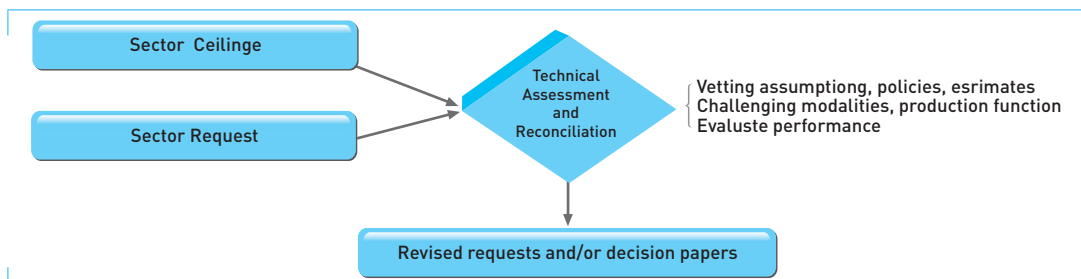 Sector Ceilinge
Sector Request
Technical
Assessment
and
Reconciliation
Vetting assumptiong, policies, esrimates
Challenging modalities, production function
Evaluste performance
Revised requests and/or decision papers